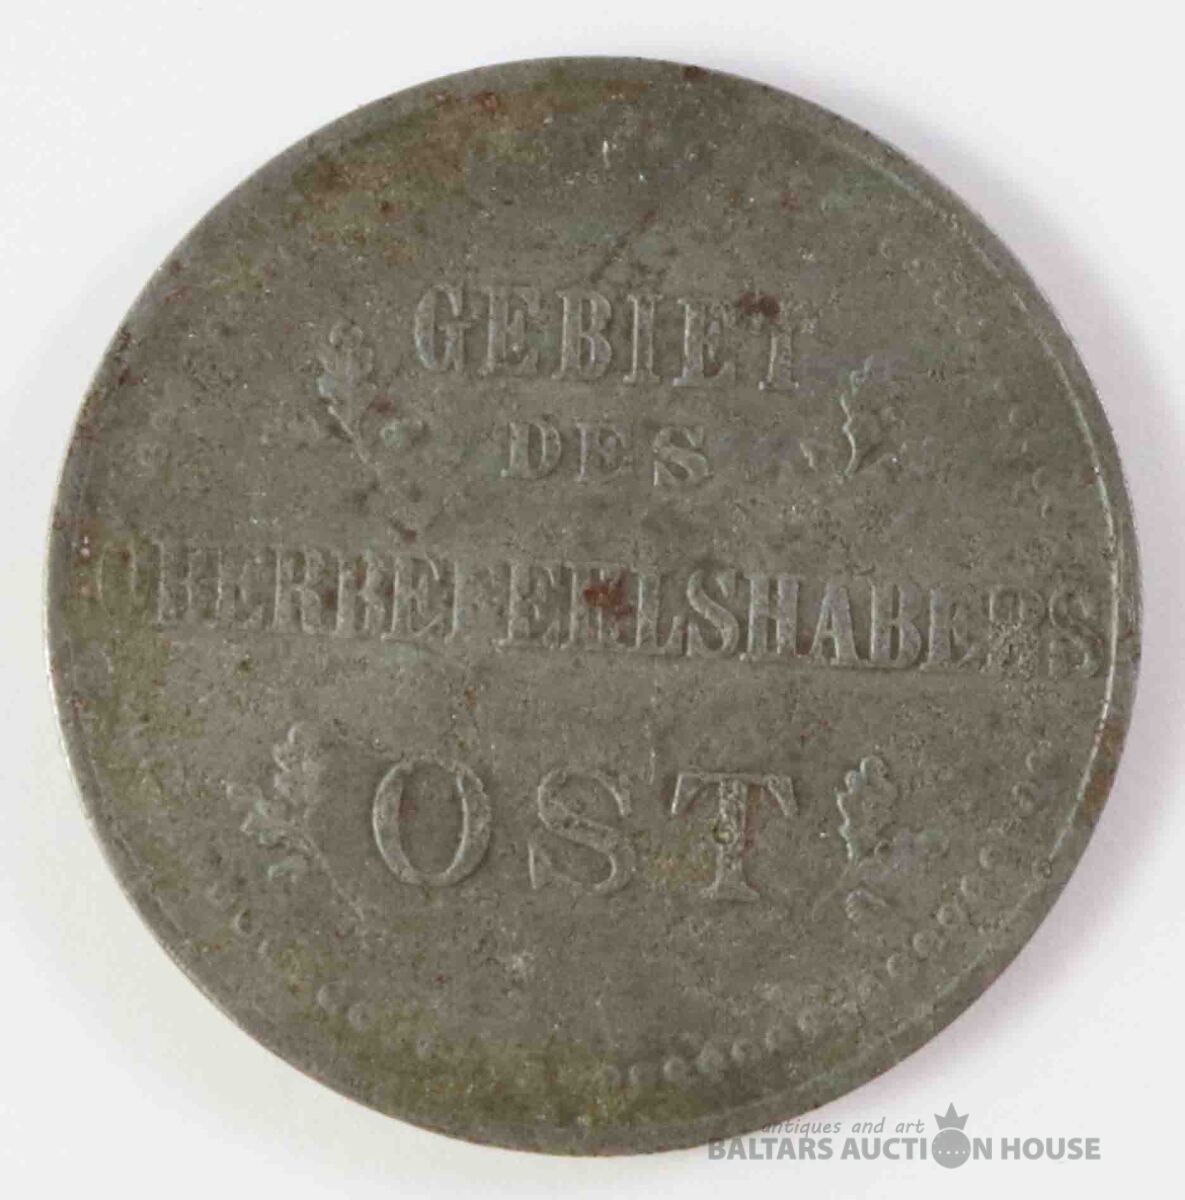 GEBIET
DES
OBERBEFEHLSHABERS
OST
antiques and art
BALTARS AUCTION HOUSE